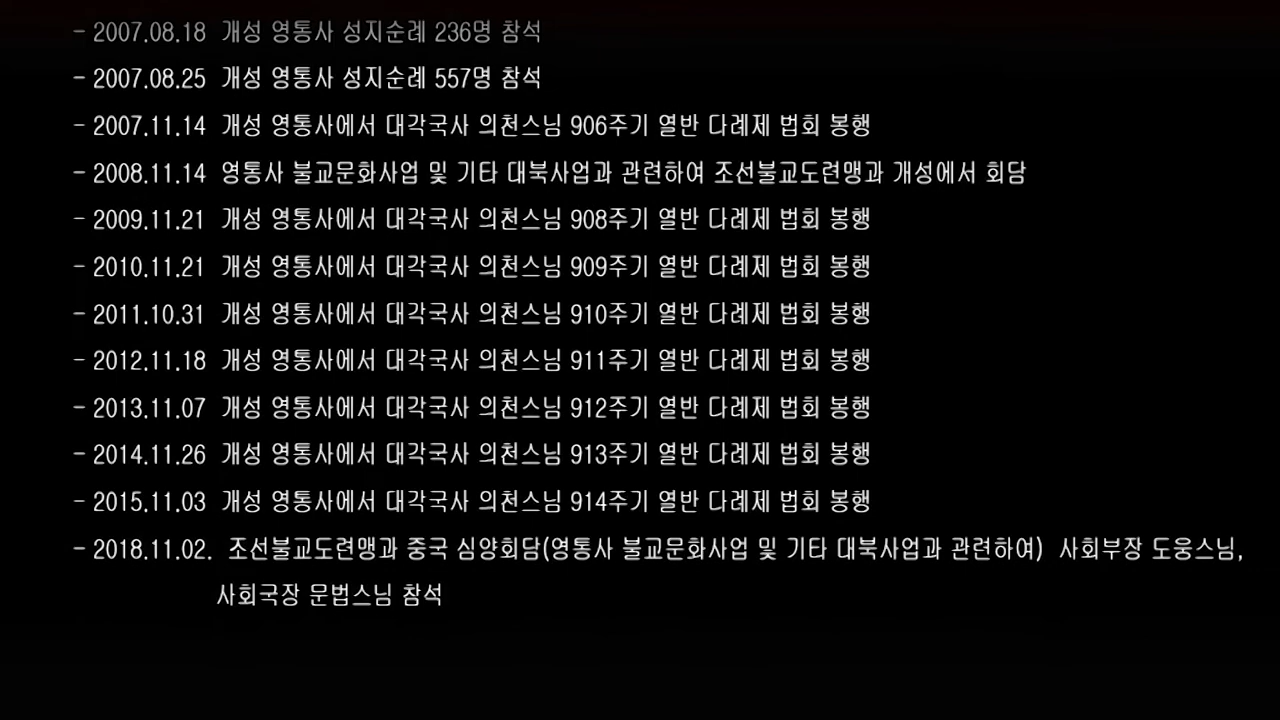 - 2007.08.18 개성 영통사 성지순례 236명 참석
- 2007.08.25 개성 영통사 성지순례 557명 참석
- 2007.11.14 개성 영통사에서 대각국사 의천스님 906주기 열반 다례제 법회 봉행
- 2008.11.14 영통사 불교문화사업 및 기타 대북사업과 관련하여 조선불교도련맹과 개성에서 회담
- 2009.11.21 개성 영통사에서 대각국사 의천스님 908주기 열반 다례제 법회 봉행
- 2010.11.21 개성 영통사에서 대각국사 의천스님 909주기 열반 다례제 법회 봉행
- 2011.10.31 개성 영통사에서 대각국사 의천스님 910주기 열반 다례제 법회 봉행
- 2012.11.18 개성 영통사에서 대각국사 의천스님 911주기 열반 다례제 법회 봉행
- 2013.11.07 개성 영통사에서 대각국사 의천스님 912주기 열반 다례제 법회 봉행
- 2014.11.26 개성 영통사에서 대각국사 의천스님 913주기 열반 다례제 법회 봉행
- 2015.11.03 개성 영통사에서 대각국사 의천스님 914주기 열반 다례제 법회 봉행
- 2018.11.02. 조선불교도련맹과 중국 심양회담(영통사 불교문화사업 및 기타 대북사업과 관련하여) 사회부장 도웅스님,
사회국장 문법스님 참석